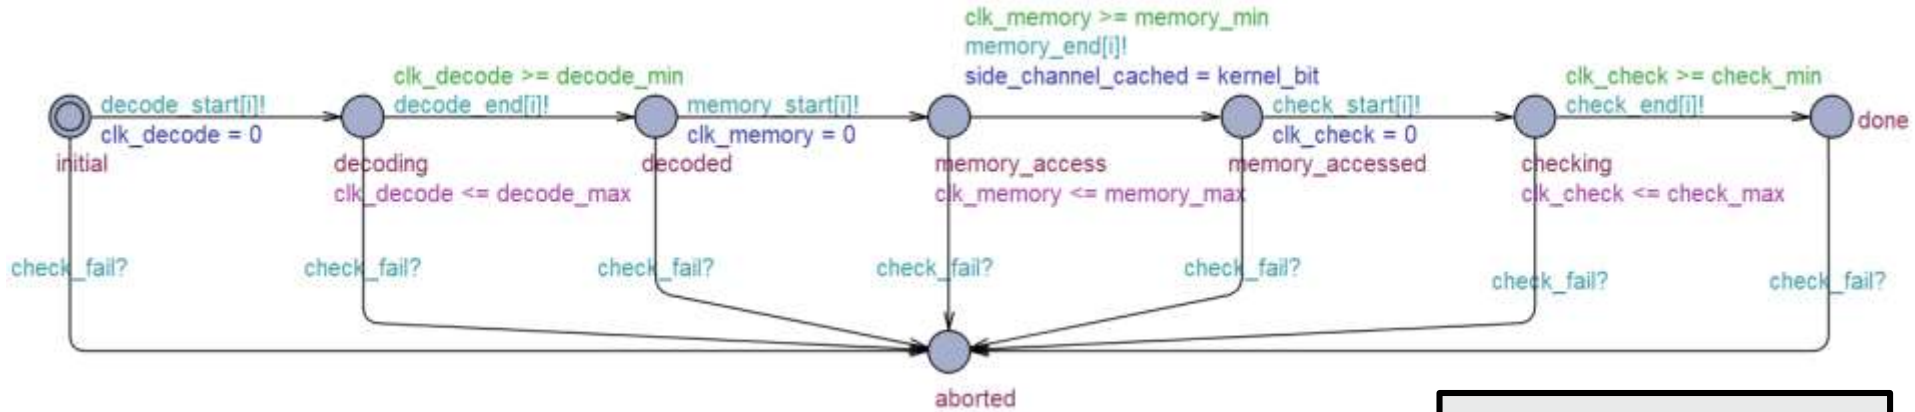 clk_memory >= memory_min
memory_end[i]!
side_channel_cached = kernel_bit
clk_decode >= decode_min
clk_check >= check_min
decode_start[i]!
decode_end[i]!
memory_start[i]!
check_start[i]!
check_end[i]!
clk_decode = 0
clk_memory = 0
clk_check = 0
done
initial
decoding
decoded
memory_access
memory_accessed
checking
clk_decode <= decode_max
clk_memory <= memory_max
clk_check <= check_max
check_fail?
check_fail?
check_fail?
check_fail?
check_fail?
check_fail?
check_fail?
aborted